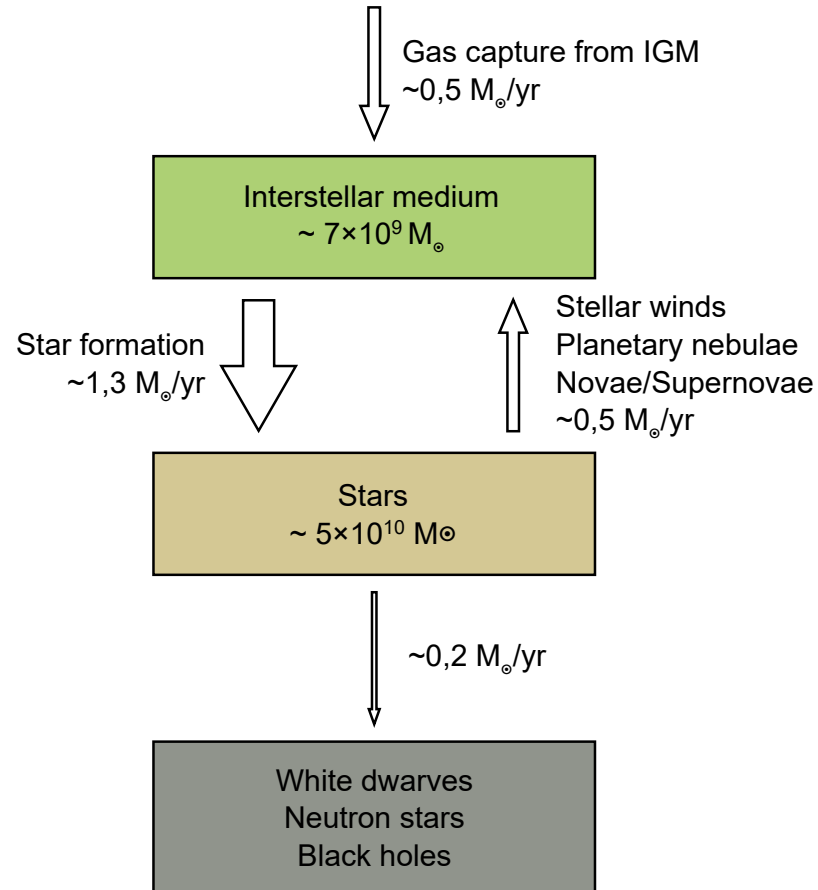 Gas capture from IGM
~0,5 M⊙/yr
Interstellar medium
~ 7×10⁹ M⊙
Star formation
~1,3 M⊙/yr
Stellar winds
Planetary nebulae
Novae/Supernovae
~0,5 M⊙/yr
Stars
~ 5×10¹⁰ M⊙
~0,2 M⊙/yr
White dwarves
Neutron stars
Black holes